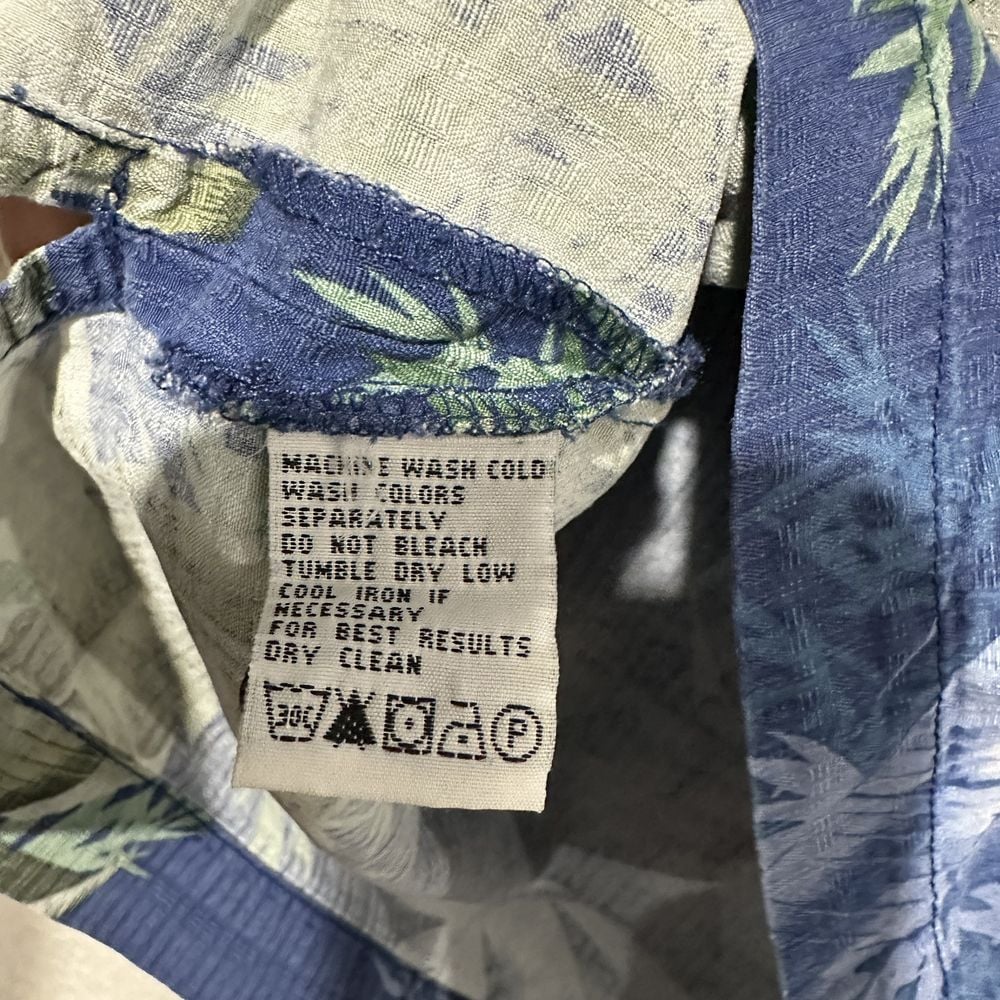 MACHINE WASH COLD
WASH COLORS
SEPARATELY
DO NOT BLEACH
TUMBLE DRY LOW
COOL IRON IF
NECESSARY
FOR BEST RESULTS
DRY CLEAN
30C P